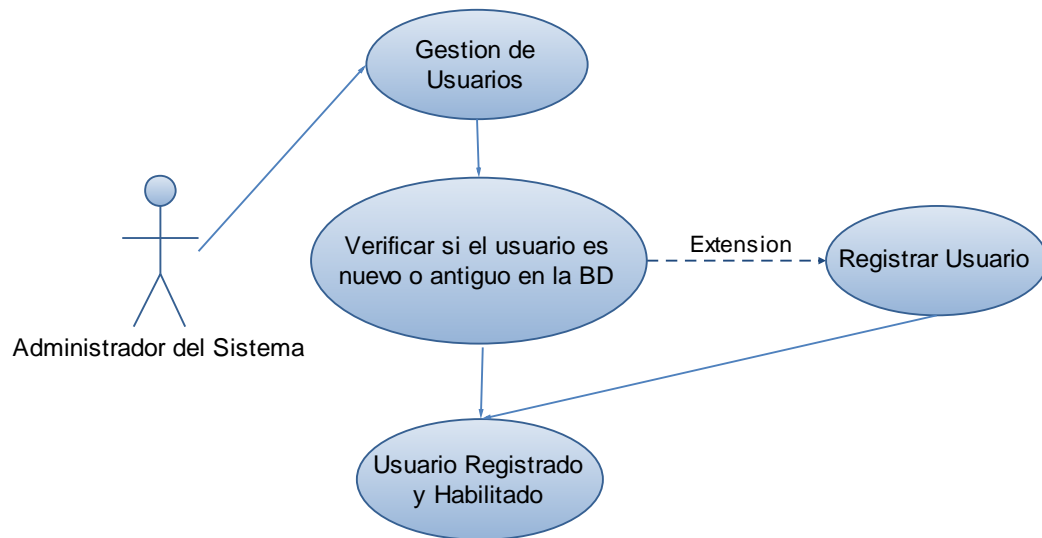 Gestion de
Usuarios
Verificar si el usuario es
nuevo o antiguo en la BD
Extension
Registrar Usuario
Administrador del Sistema
Usuario Registrado
y Habilitado